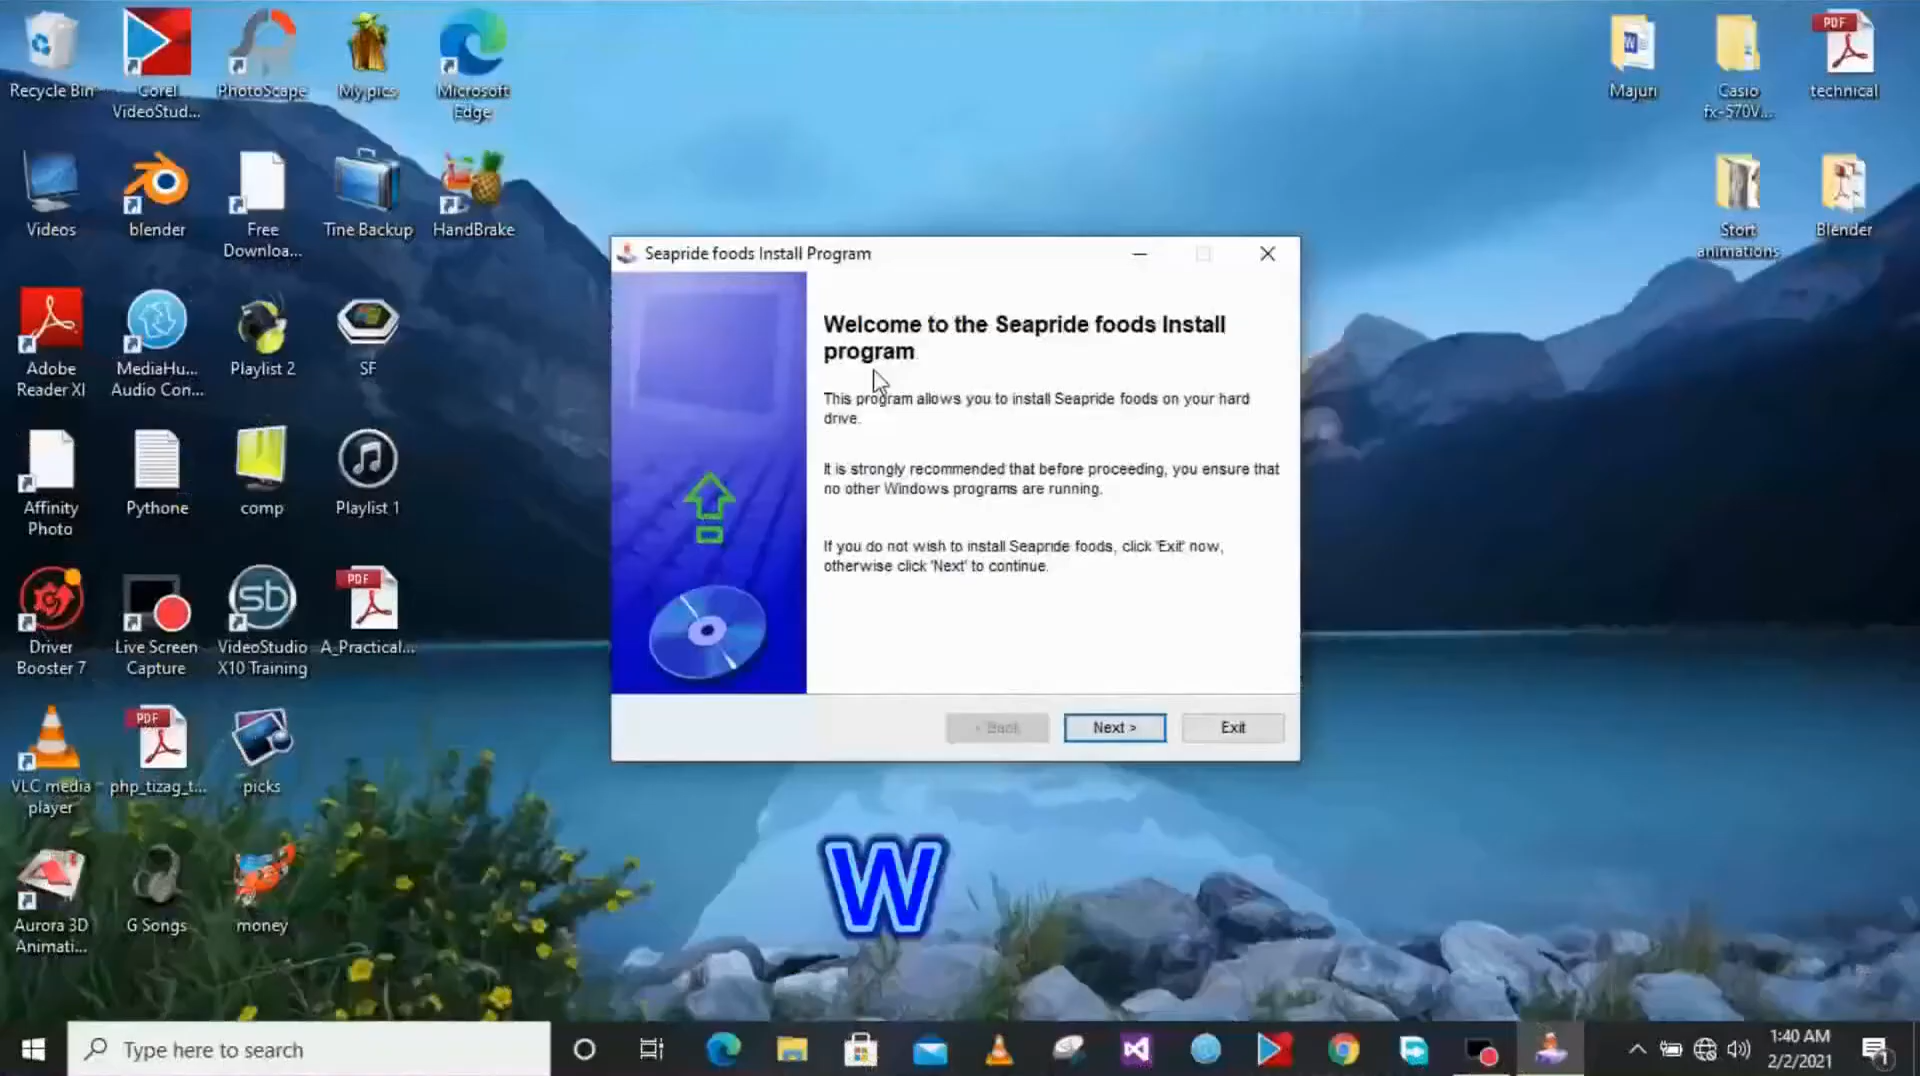 Recycle Bin
Corel
VideoStud...
PhotoScape
My pics
Microsoft
Edge
Majuri
Casio
fx-570V...
technical
PDF
Videos
blender
Free
Downloa...
Tine Backup
HandBrake
Stort
animations
Blender
Seapride foods Install Program
Welcome to the Seapride foods Install
program
This program allows you to install Seapride foods on your hard
drive.
It is strongly recommended that before proceeding, you ensure that
no other Windows programs are running.
If you do not wish to install Seapride foods, click 'Exit' now,
otherwise click 'Next' to continue.
< Back
Next >
Exit
Adobe
Reader XI
MediaHu...
Audio Con...
Playlist 2
SF
Affinity
Photo
Pythone
comp
Playlist 1
Driver
Booster 7
Live Screen
Capture
sb
VideoStudio
X10 Training
PDF
A_Practical...
VLC media
player
PDF
php_tizag_t...
picks
Aurora 3D
Animati...
G Songs
money
W
Type here to search
1:40 AM
2/2/2021
1